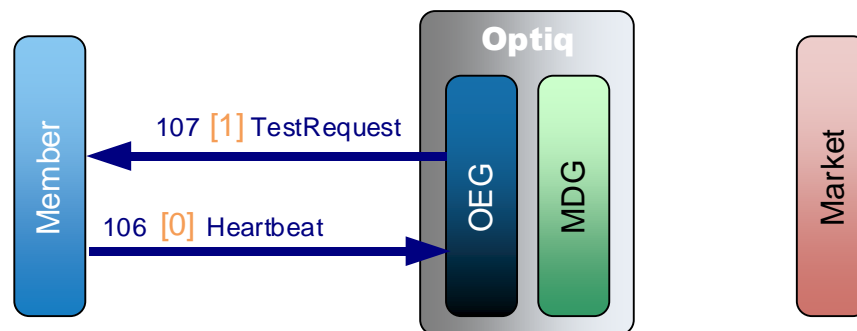 Optiq
Member
107 [1] TestRequest
106 [0] Heartbeat
OEG
MDG
Market